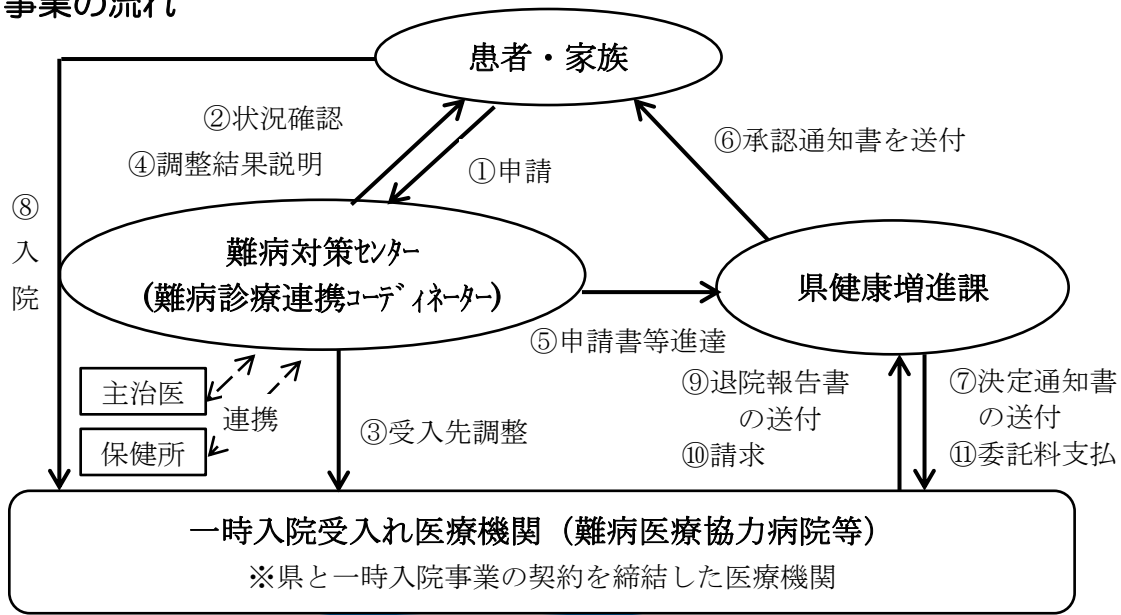 事業の流れ
患者・家族
②状況確認
④調整結果説明
①申請
⑥承認通知書を送付
⑧
入
院
難病対策ｾﾝﾀｰ
(難病診療連携ｺｰﾃﾞｨﾈｰﾀｰ)
県健康増進課
⑤申請書等進達
主治医
連携
保健所
③受入先調整
⑨退院報告書
の送付
⑩請求
⑦決定通知書
の送付
⑪委託料支払
一時入院受入れ医療機関（難病医療協力病院等）
※県と一時入院事業の契約を締結した医療機関